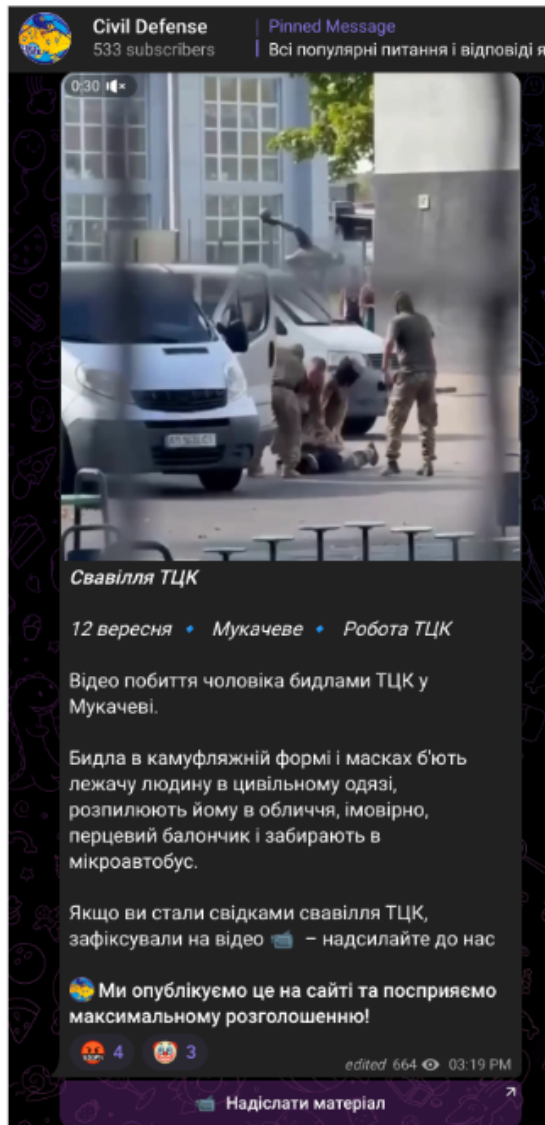 Civil Defense
533 subscribers
Pinned Message
Всі популярні питання і відповіді я
0:30
Свавілля ТЦК
12 вересня 🔹 Мукачеве 🔹 Робота ТЦК
Відео побиття чоловіка бидлами ТЦК у
Мукачеві.
Бидла в камуфляжній формі і масках б'ють
лежачу людину в цивільному одязі,
розпилюють йому в обличчя, імовірно,
перцевий балончик і забирають в
мікроавтобус.
Якщо ви стали свідками свавілля ТЦК,
зафіксували на відео 📹 – надсилайте до нас
Ми опублікуємо це на сайті та посприяємо
максимальному розголошенню!
4 3
edited 664 03:19 PM
📹 Надіслати матеріал